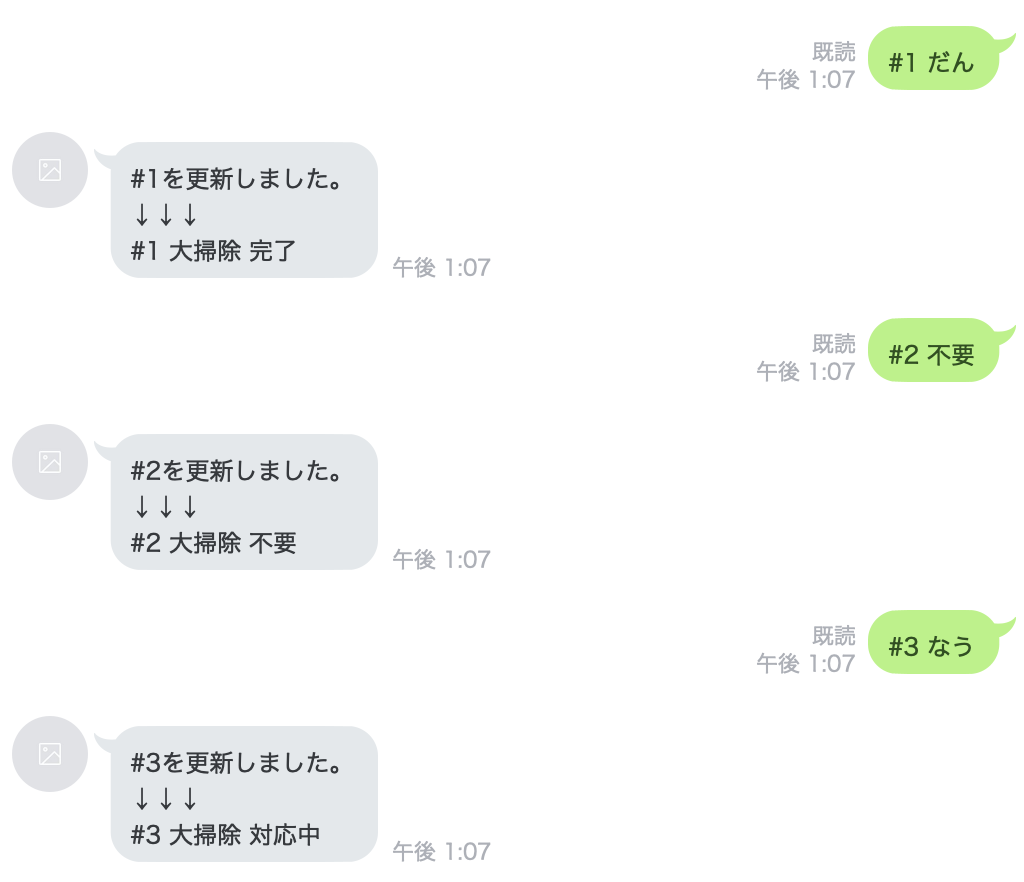 既読
午後 1:07
#1 だん
#1を更新しました。
↓↓↓
#1 大掃除 完了
午後 1:07
既読
午後 1:07
#2 不要
#2を更新しました。
↓↓↓
#2 大掃除 不要
午後 1:07
既読
午後 1:07
#3 なう
#3を更新しました。
↓↓↓
#3 大掃除 対応中
午後 1:07